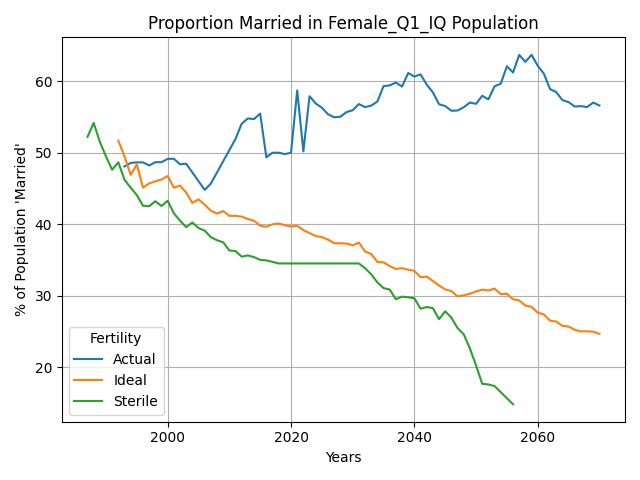 Proportion Married in Female_Q1_IQ Population
% of Population 'Married'
60
50
40
30
20
Fertility
Actual
Ideal
Sterile
2000 2020 2040 2060
Years